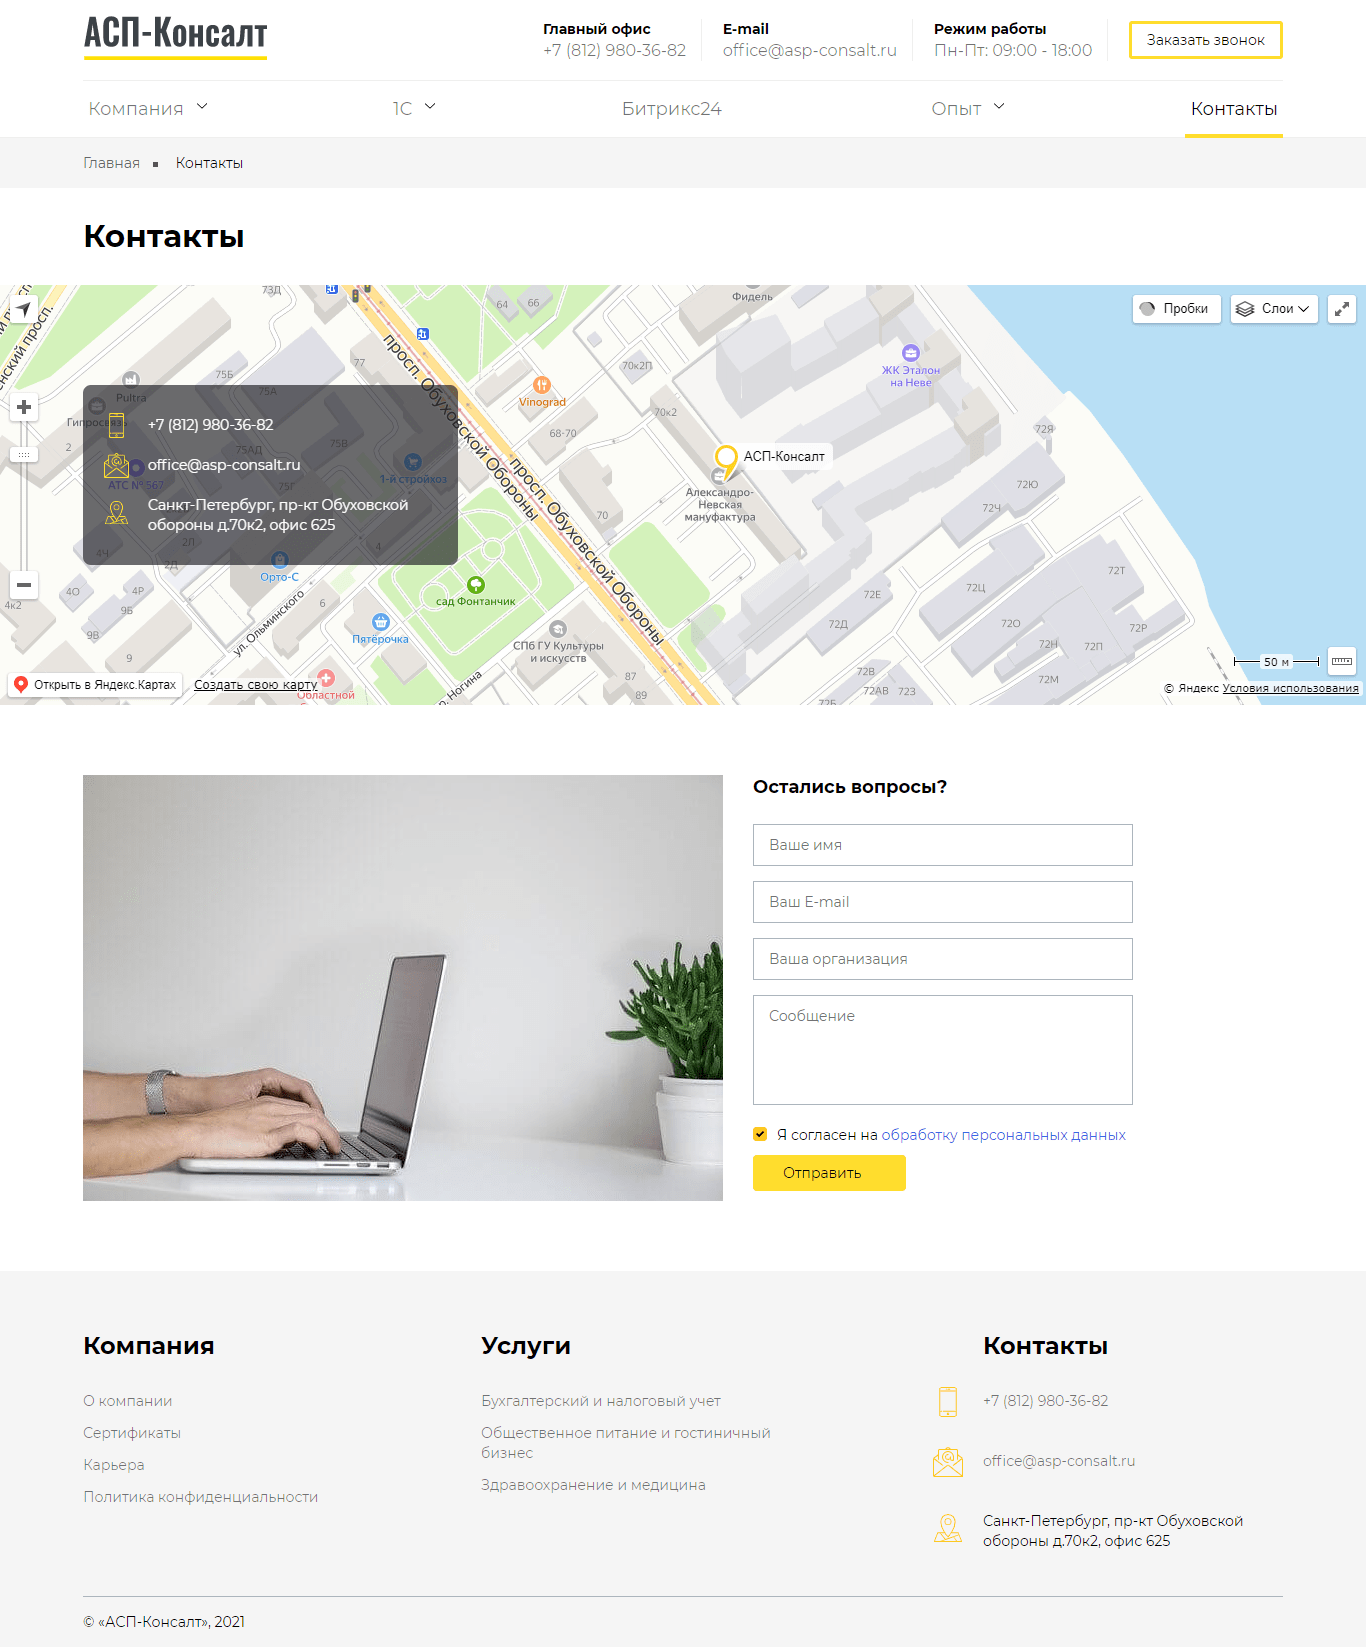 АСП-Консалт
Главный офис
+7 (812) 980-36-82
E-mail
office@asp-consalt.ru
Режим работы
Пн-Пт: 09:00 - 18:00
Заказать звонок
Компания
1С
Битрикс24
Опыт
Контакты
Главная
Контакты
Контакты
Пробки
Слои
73Д
64
66
Фидель
75Б
75А
77
70к2П
ЖК Эталон
на Неве
Pultra
Vinograd
70к2
68-70
72Я
Гипросвязь
2
75АД
75В
АТС № 567
1-й стройхоз
просп. Обуховской Обороны
просп. Обуховской Обороны
АСП-Консалт
Александро-
Невская
мануфактура
70
72Ю
72Ч
+7 (812) 980-36-82
office@asp-consalt.ru
Санкт-Петербург, пр-кт Обуховской
обороны д.70к2, офис 625
4Ч
2Л
2Д
4
Орто-С
сад Фонтанчик
4к2
4О
4Р
9Б
9В
9
6
ул. Ольминского
Пятёрочка
СПБ ГУ Культуры
и искусств
72Е
72Д
72Ц
72Т
72О
72Р
72Н
72П
72В
72АВ
72З
72М
72Б
87
89
Областной
50 м
Открыть в Яндекс.Картах
Создать свою карту
© Яндекс Условия использования
Остались вопросы?
Ваше имя
Ваш E-mail
Ваша организация
Сообщение
Я согласен на обработку персональных данных
Отправить
Компания
О компании
Сертификаты
Карьера
Политика конфиденциальности
Услуги
Бухгалтерский и налоговый учет
Общественное питание и гостиничный
бизнес
Здравоохранение и медицина
Контакты
+7 (812) 980-36-82
office@asp-consalt.ru
Санкт-Петербург, пр-кт Обуховской
обороны д.70к2, офис 625
© «АСП-Консалт», 2021